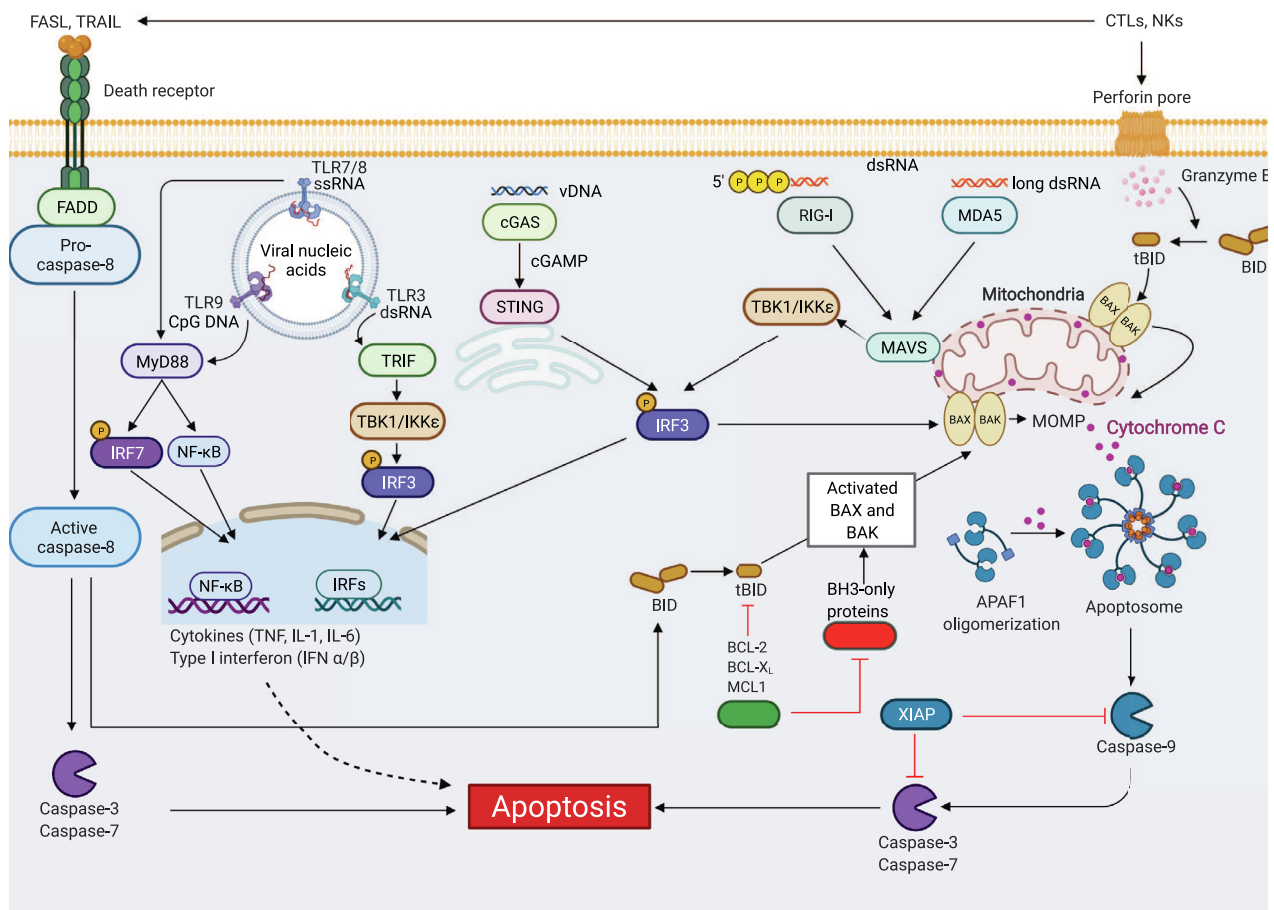 FASL, TRAIL
CTLs, NKs
Death receptor
Perforin pore
TLR7/8
ssRNA
dsRNA
vDNA
5'
P P P
long dsRNA
Granzyme B
FADD
cGAS
RIG-I
MDA5
Pro-
caspase-8
Viral nucleic
acids
cGAMP
tBID
BID
TLR9
CpG DNA
TLR3
dsRNA
STING
TBK1/IKKε
Mitochondria
BAX
BAK
MyD88
TRIF
MAVS
TBK1/IKKε
P
IRF7
NF-κB
P
IRF3
P
IRF3
BAX
BAK
MOMP
Cytochrome C
Active
caspase-8
Activated
BAX and
BAK
NF-κB
IRFs
BID
tBID
BH3-only
proteins
APAF1
oligomerization
Apoptosome
Cytokines (TNF, IL-1, IL-6)
Type I interferon (IFN α/β)
BCL-2
BCL-XL
MCL1
XIAP
Caspase-9
Caspase-3
Caspase-7
Apoptosis
Caspase-3
Caspase-7